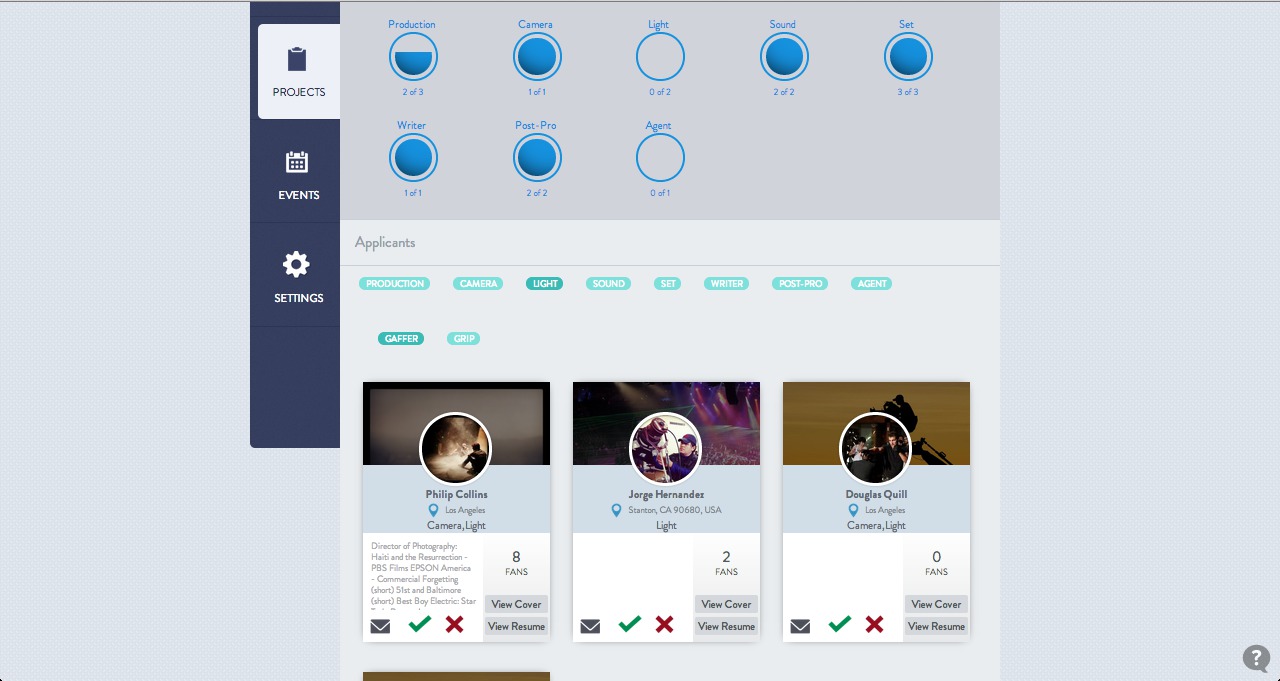 PROJECTS
EVENTS
SETTINGS
Production
Camera
Light
Sound
Set
2 of 3
1 of 1
0 of 2
2 of 2
3 of 3
Writer
Post-Pro
Agent
1 of 1
2 of 2
0 of 1
Applicants
PRODUCTION
CAMERA
LIGHT
SOUND
SET
WRITER
POST-PRO
AGENT
GAFFER
GRIP
Philip Collins
Los Angeles
Camera,Light
Director of Photography:
Haiti and the Resurrection -
PBS Films EPSON America
- Commercial Forgetting
(short) 51st and Baltimore
(short) Best Boy Electric: Star
8
FANS
View Cover
View Resume
Jorge Hernandez
Stanton, CA 90680, USA
Light
2
FANS
View Cover
View Resume
Douglas Quill
Los Angeles
Camera,Light
0
FANS
View Cover
View Resume
?